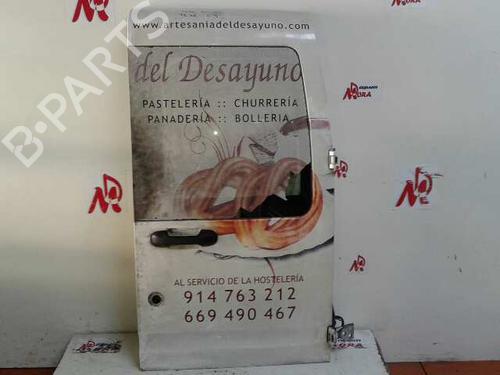 www.artesaniadeldesayuno.com
del Desayuno
PASTELERÍA :: CHURRERÍA
PANADERÍA :: BOLLERIA
AL SERVICIO DE LA HOSTELERÍA
914 763 212
669 490 467
B-PARTS